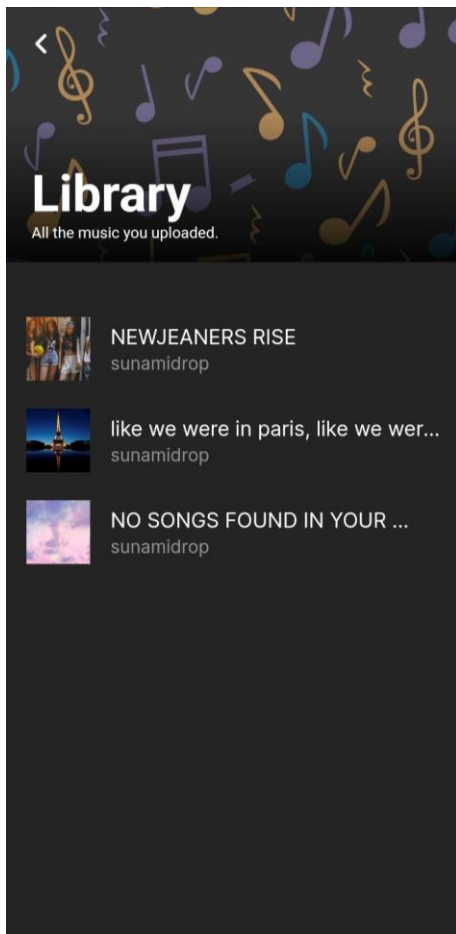 Library
All the music you uploaded.
NEWJEANERS RISE
sunamidrop
like we were in paris, like we wer...
sunamidrop
NO SONGS FOUND IN YOUR ...
sunamidrop